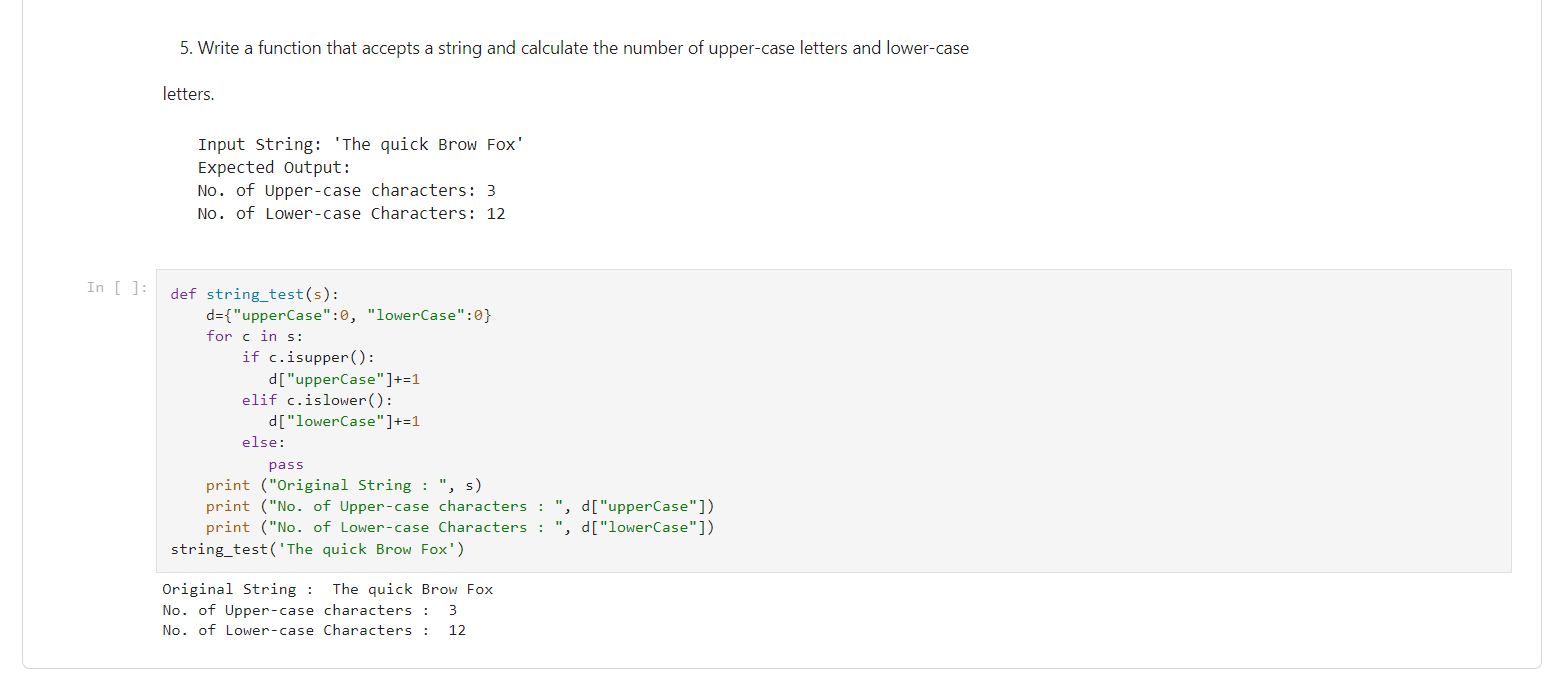 5. Write a function that accepts a string and calculate the number of upper-case letters and lower-case
letters.
Input String: 'The quick Brow Fox'
Expected Output:
No. of Upper-case characters: 3
No. of Lower-case Characters: 12
In [ ]:
def string_test(s):
    d={"upperCase":0, "lowerCase":0}
    for c in s:
        if c.isupper():
           d["upperCase"]+=1
        elif c.islower():
           d["lowerCase"]+=1
        else:
           pass
    print ("Original String : ", s)
    print ("No. of Upper-case characters : ", d["upperCase"])
    print ("No. of Lower-case Characters : ", d["lowerCase"])
string_test('The quick Brow Fox')
Original String :  The quick Brow Fox
No. of Upper-case characters :  3
No. of Lower-case Characters :  12